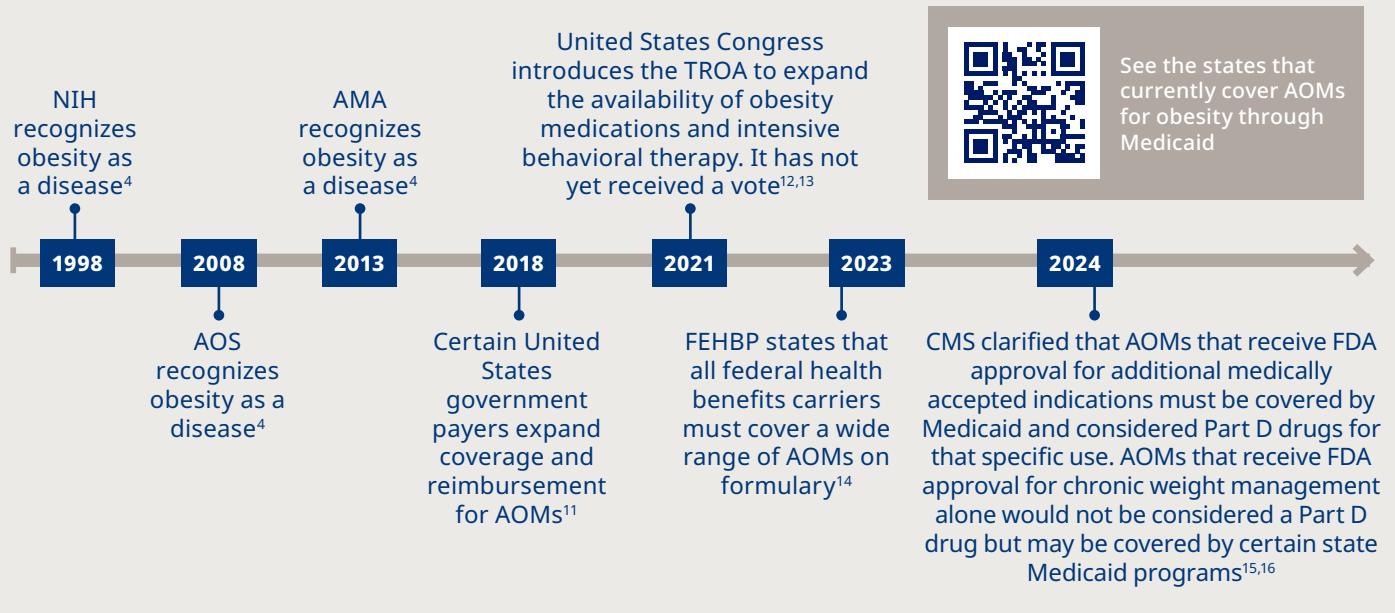 NIH
recognizes
obesity as
a disease4
AMA
recognizes
obesity as
a disease4
United States Congress
introduces the TROA to expand
the availability of obesity
medications and intensive
behavioral therapy. It has not
yet received a vote12,13
See the states that
currently cover AOMs
for obesity through
Medicaid
1998
2008
2013
2018
2021
2023
2024
AOS
recognizes
obesity as a
disease4
Certain United
States
government
payers expand
coverage and
reimbursement
for AOMs11
FEHBP states that
all federal health
benefits carriers
must cover a wide
range of AOMs on
formulary14
CMS clarified that AOMs that receive FDA
approval for additional medically
accepted indications must be covered by
Medicaid and considered Part D drugs for
that specific use. AOMs that receive FDA
approval for chronic weight management
alone would not be considered a Part D
drug but may be covered by certain state
Medicaid programs15,16